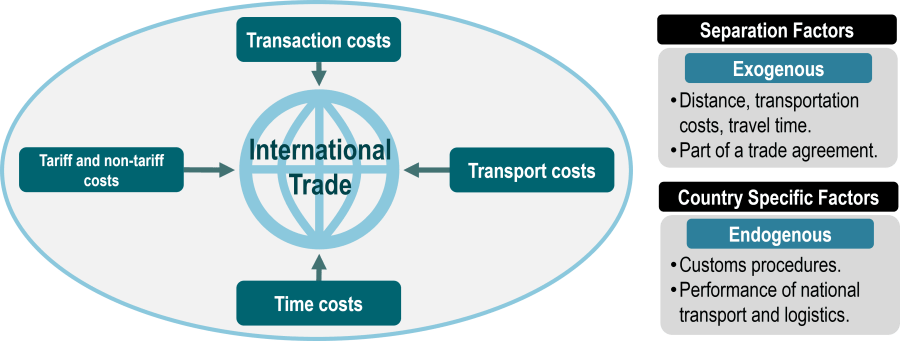 Transaction costs
International
Trade
Tariff and non-tariff
costs
Transport costs
Time costs
Separation Factors
Exogenous
• Distance, transportation
costs, travel time.
• Part of a trade agreement.
Country Specific Factors
Endogenous
• Customs procedures.
• Performance of national
transport and logistics.